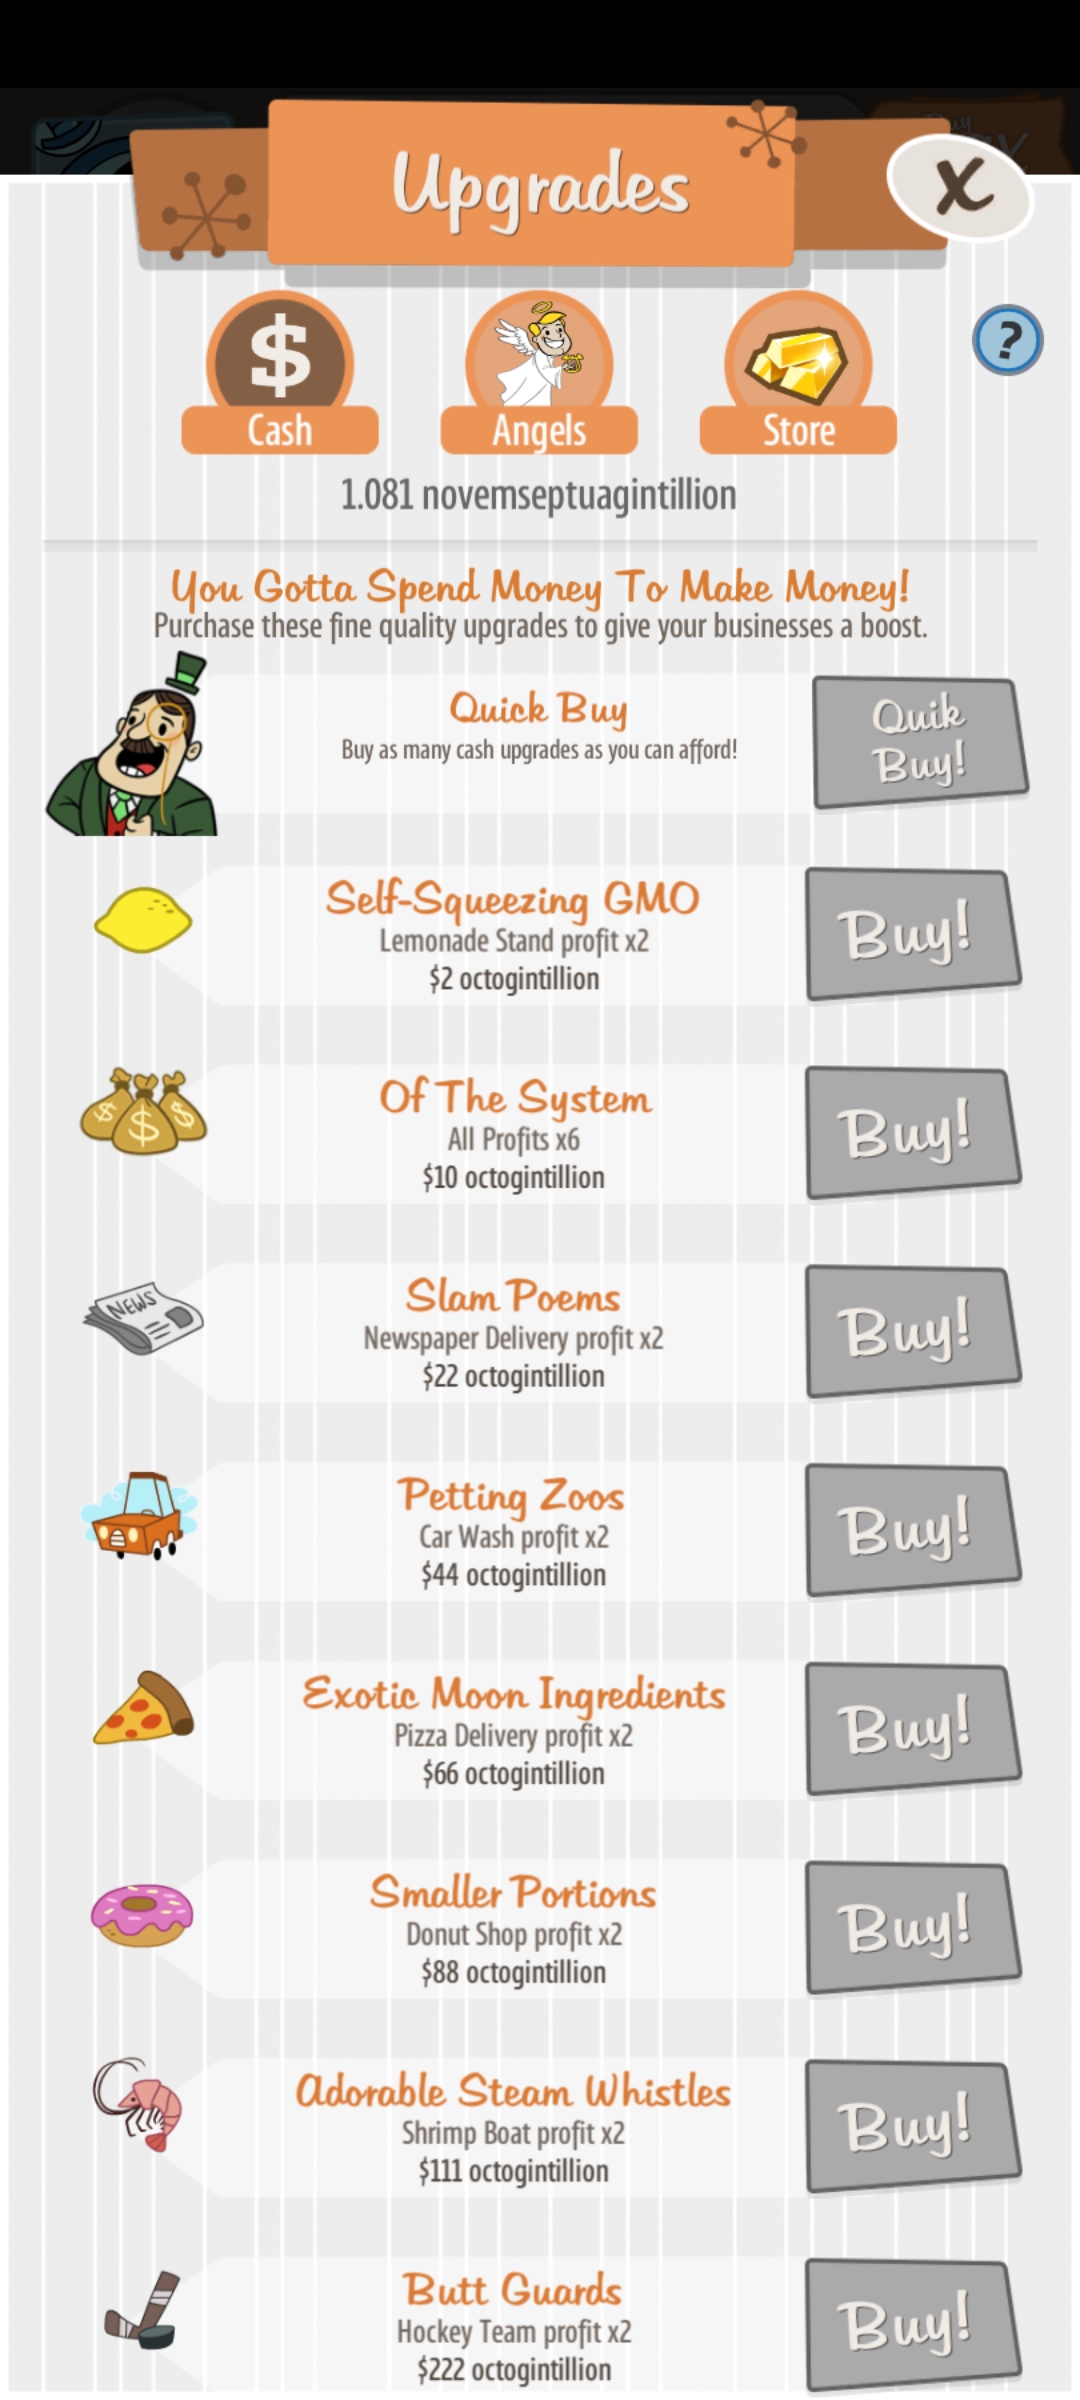 Upgrades
X
$
Cash
Angels
Store
?
1.081 novemseptuagintillion
You Gotta Spend Money To Make Money!
Purchase these fine quality upgrades to give your businesses a boost.
Quick Buy
Buy as many cash upgrades as you can afford!
Quik
Buy!
Self-Squeezing GMO
Lemonade Stand profit x2
$2 octogintillion
Buy!
$ $ $
Of The System
All Profits x6
$10 octogintillion
Buy!
NEWS
Slam Poems
Newspaper Delivery profit x2
$22 octogintillion
Buy!
Petting Zoos
Car Wash profit x2
$44 octogintillion
Buy!
Exotic Moon Ingredients
Pizza Delivery profit x2
$66 octogintillion
Buy!
Smaller Portions
Donut Shop profit x2
$88 octogintillion
Buy!
Adorable Steam Whistles
Shrimp Boat profit x2
$111 octogintillion
Buy!
Butt Guards
Hockey Team profit x2
$222 octogintillion
Buy!